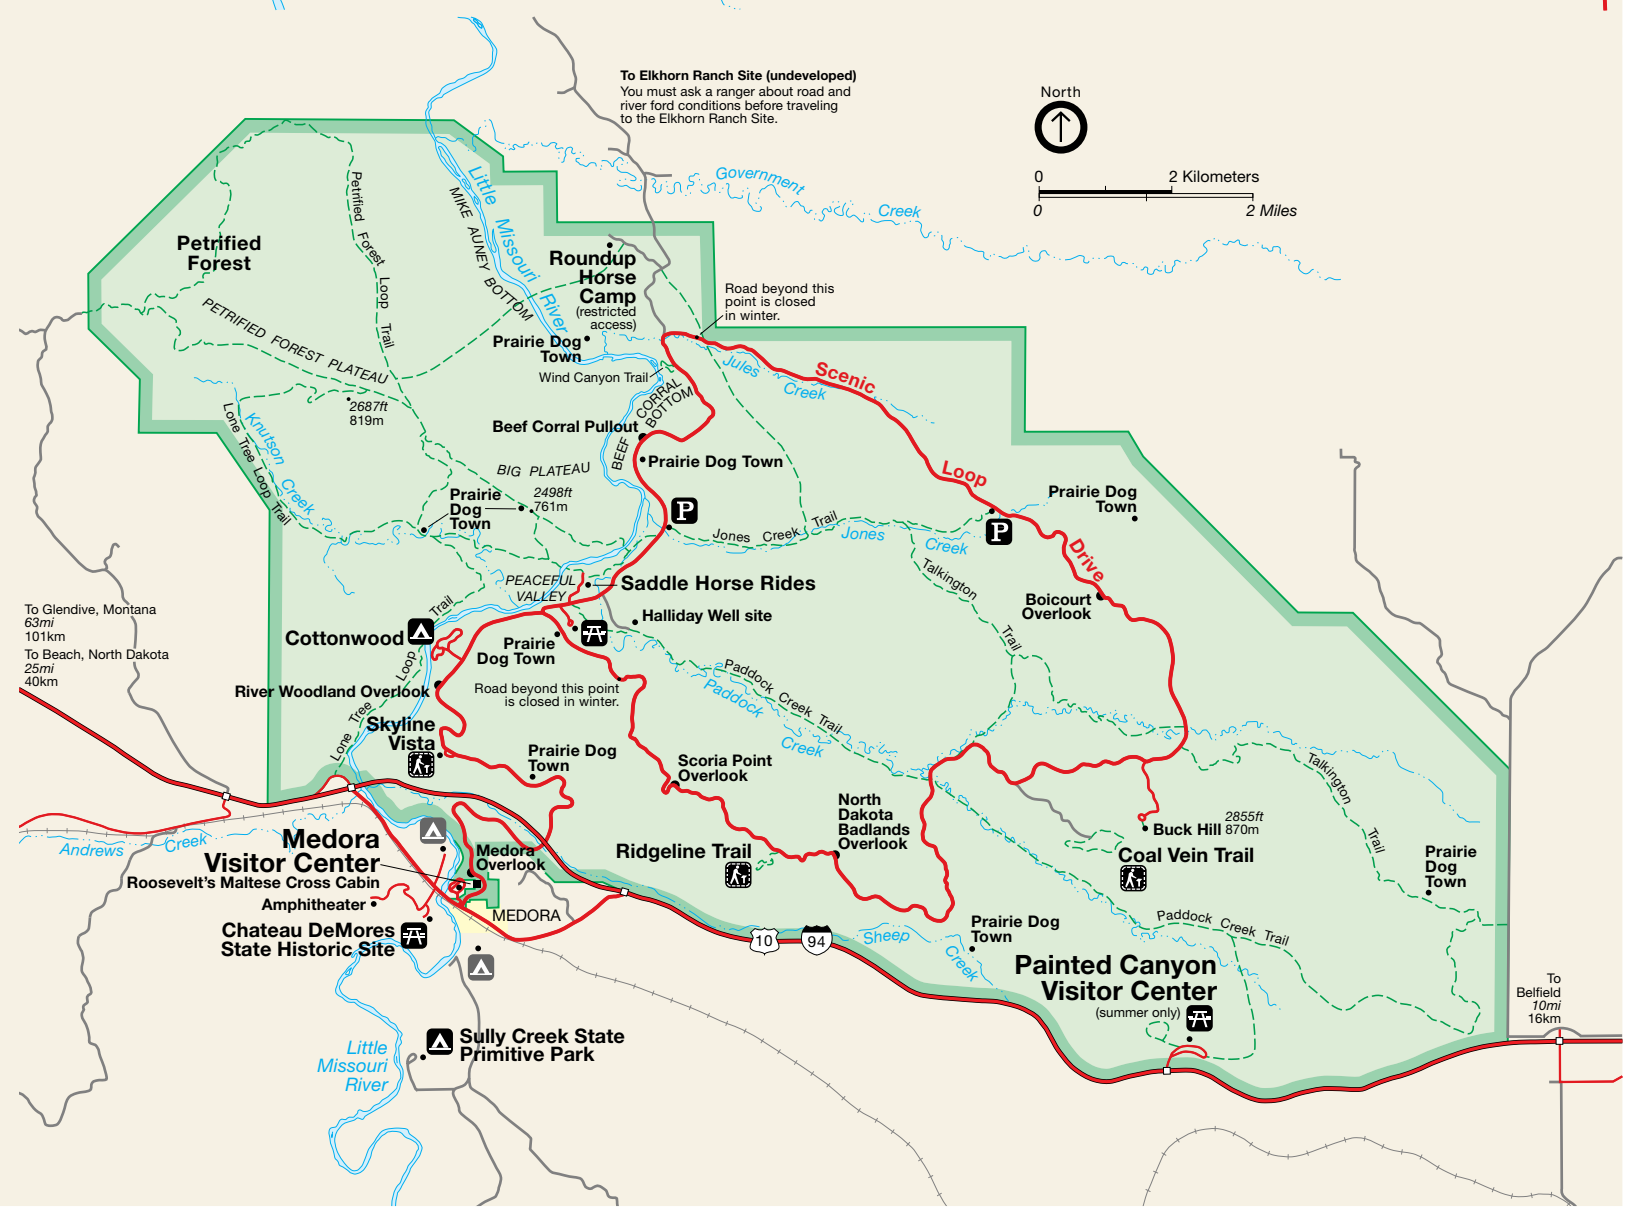 To Elkhorn Ranch Site (undeveloped)
You must ask a ranger about road and
river ford conditions before traveling
to the Elkhorn Ranch Site.
North
0
2 Kilometers
0
2 Miles
Government
Creek
Little Missouri River
MIKE AUNEY BOTTOM
Petrified Forest Loop Trail
Petrified
Forest
Roundup
Horse
Camp
(restricted
access)
Road beyond this
point is closed
in winter.
PETRIFIED FOREST PLATEAU
Prairie Dog
Town
Wind Canyon Trail
Jules
Creek
Scenic
Loop
Drive
2687ft
819m
CORRAL
BOTTOM
BEEF
Beef Corral Pullout
Prairie Dog Town
Lone Tree Loop Trail
Knutson
Creek
BIG PLATEAU
2498ft
761m
Prairie
Dog
Town
P
P
Prairie Dog
Town
Jones Creek Trail
Jones
Creek
Talkington
Trail
PEACEFUL
VALLEY
Saddle Horse Rides
Halliday Well site
Boicourt
Overlook
To Glendive, Montana
63mi
101km
To Beach, North Dakota
25mi
40km
Cottonwood
Lone Tree Loop Trail
Prairie
Dog Town
Road beyond this point
is closed in winter.
Paddock Creek Trail
Paddock
Creek
River Woodland Overlook
Skyline
Vista
Prairie Dog
Town
Scoria Point
Overlook
Talkington
Trail
North
Dakota
Badlands
Overlook
2855ft
870m
Buck Hill
Coal Vein Trail
Ridgeline Trail
Prairie
Dog
Town
Andrews
Creek
Medora
Visitor Center
Medora
Overlook
Roosevelt's Maltese Cross Cabin
Amphitheater
MEDORA
Chateau DeMores
State Historic Site
10
94
Sheep
Creek
Prairie Dog
Town
Paddock Creek Trail
Painted Canyon
Visitor Center
(summer only)
To
Belfield
10mi
16km
Sully Creek State
Primitive Park
Little
Missouri
River